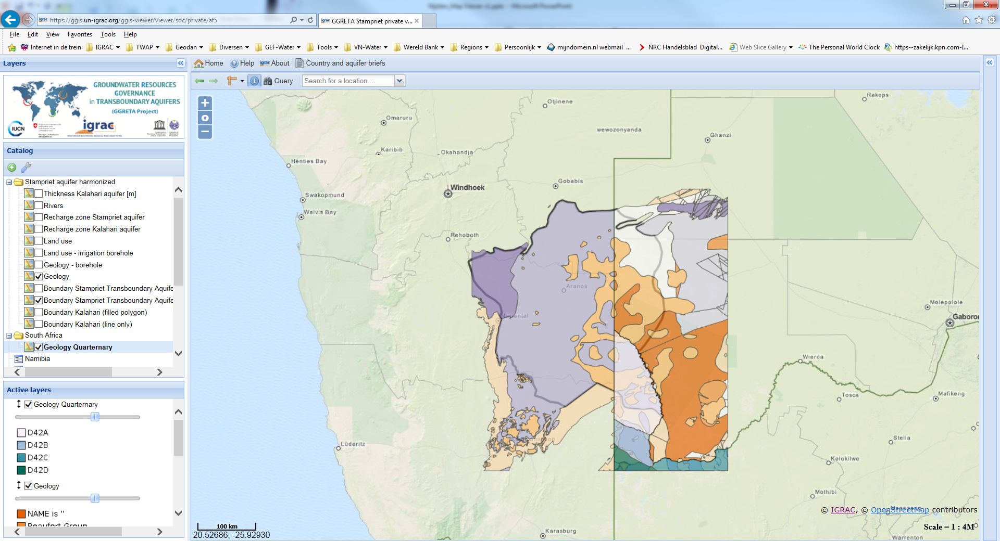 https://ggis.un-igrac.org/ggis-viewer/viewer/sdc/private/af5
igrac GGRETA Stampriet private v...
File Edit View Favorites Tools Help
Internet in de trein IGRAC TWAP Geodan Diversen GEF-Water Tools VN-Water Wereld Bank Regions Persoonlijk mijndomein.nl webmail ... NRC Handelsblad Digital... Web Slice Gallery The Personal World Clock https--zakelijk.kpn.com-I...
Layers
Home Help igrac About Country and aquifer briefs
Query Search for a location ...
GROUNDWATER RESOURCES
GOVERNANCE
in TRANSBOUNDARY AQUIFERS
(GGRETA Project)
IUCN
igrac
Catalog
Stampriet aquifer harmonized
Thickness Kalahari aquifer [m]
Rivers
Recharge zone Stampriet aquifer
Recharge zone Kalahari aquifer
Land use
Land use - irrigation borehole
Geology - borehole
Geology
Boundary Stampriet Transboundary Aquife
Boundary Stampriet Transboundary Aquife
Boundary Kalahari (filled polygon)
Boundary Kalahari (line only)
South Africa
Geology Quarternary
Namibia
Active layers
Geology Quarternary
D42A
D42B
D42C
D42D
Geology
NAME is ''
Beaufort Group
Otjinene
Rakops
Omaruru
wewozonyanda
Ghanzi
Karibib
Okahandja
Henties Bay
Gobabis
Windhoek
Swakopmund
Walvis Bay
Rehoboth
Aranos
Mariental
Molepolole
Gaboror
Wierda
Tosca
Mafikeng
Lüderitz
Stella
Kelokilwe
Mothibi
© IGRAC, © OpenStreetMap contributors
100 km
20.52686, -25.92930
Karasburg
Scale = 1 : 4M
Warrenton